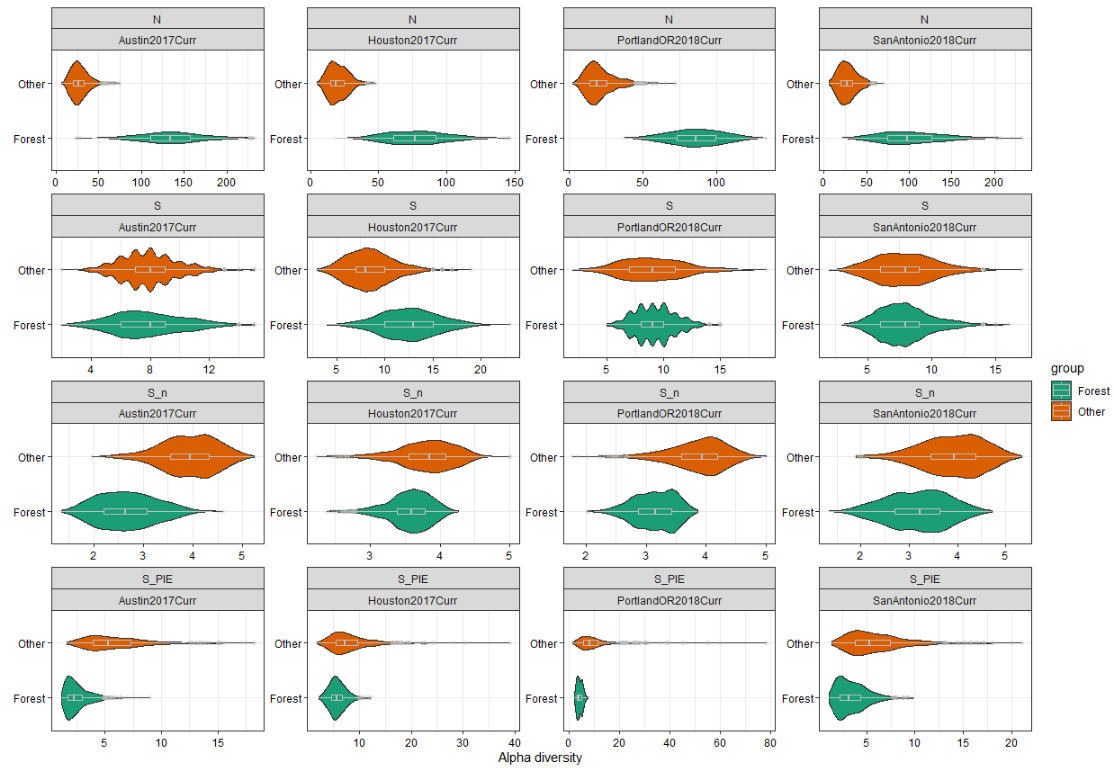 N N N N
Austin2017Curr Houston2017Curr PortlandOR2018Curr SanAntonio2018Curr
Other Other Other Other
Forest Forest Forest Forest
0 50 100 150 200 0 50 100 150 0 50 100 0 50 100 150 200
S S S S
Austin2017Curr Houston2017Curr PortlandOR2018Curr SanAntonio2018Curr
Other Other Other Other
Forest Forest Forest Forest
4 8 12 5 10 15 20 5 10 15 5 10 15
group
Forest
Other
S_n S_n S_n S_n
Austin2017Curr Houston2017Curr PortlandOR2018Curr SanAntonio2018Curr
Other Other Other Other
Forest Forest Forest Forest
2 3 4 5 3 4 5 2 3 4 5 2 3 4 5
S_PIE S_PIE S_PIE S_PIE
Austin2017Curr Houston2017Curr PortlandOR2018Curr SanAntonio2018Curr
Other Other Other Other
Forest Forest Forest Forest
5 10 15 0 10 20 30 40 0 20 40 60 80 5 10 15 20
Alpha diversity